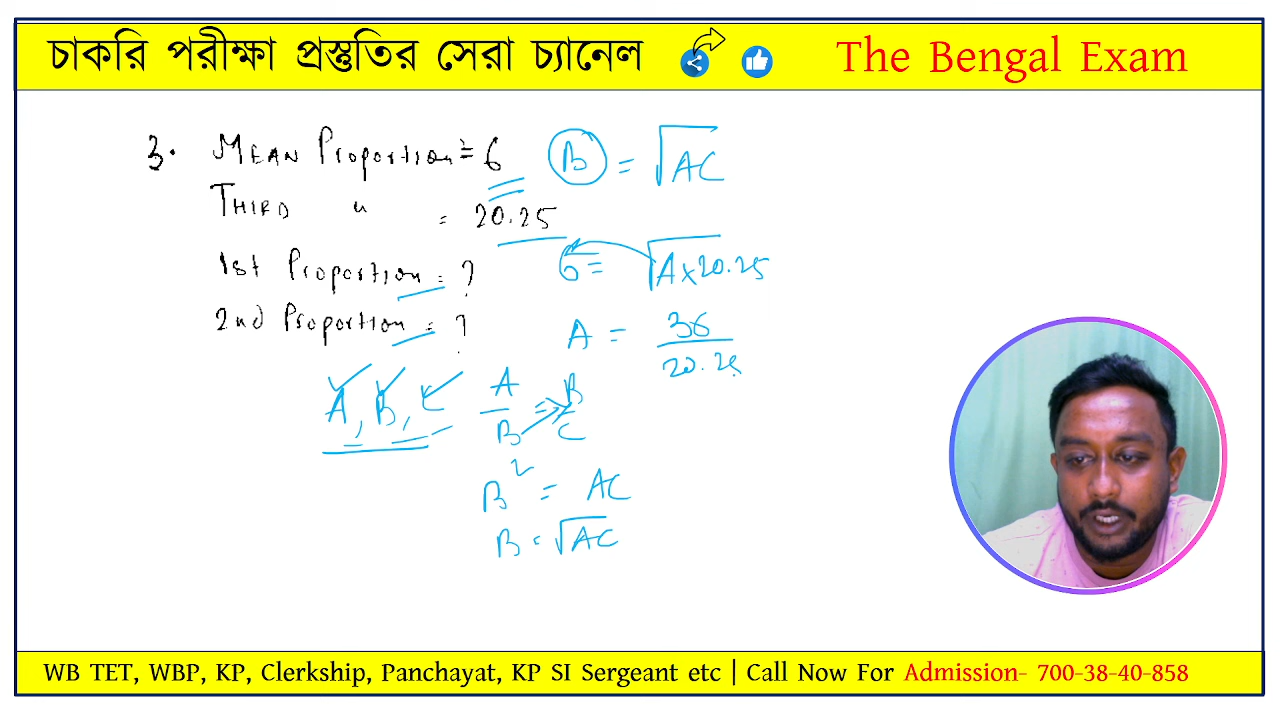 চাকরি পরীক্ষা প্রস্তুতির সেরা চ্যানেল The Bengal Exam
3. MEAN Proportion = 6
THIRD " = 20.25
1st Proportion = ?
2nd Proportion = ?
B = √AC
6 = √A×20.25
A = 36/20.25
A, B, C
A/B = B/C
B² = AC
B = √AC
WB TET, WBP, KP, Clerkship, Panchayat, KP SI Sergeant etc | Call Now For Admission- 700-38-40-858